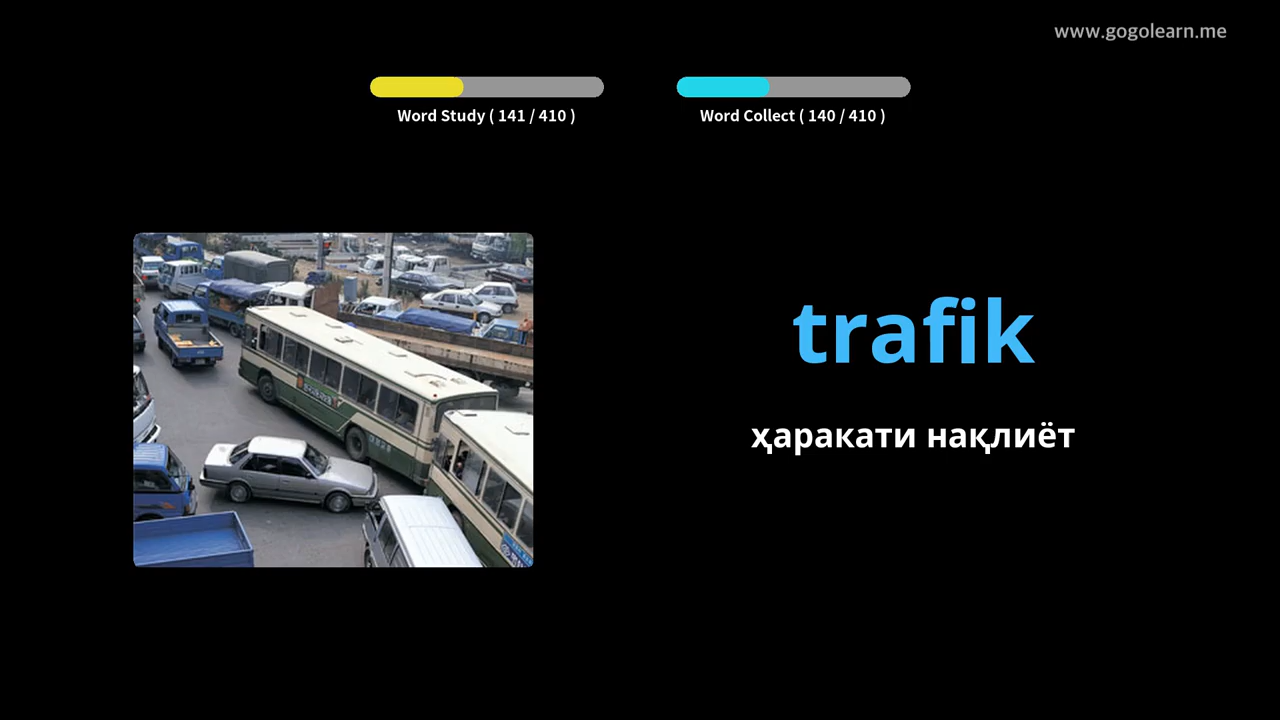 www.gogolearn.me
Word Study ( 141 / 410 )
Word Collect ( 140 / 410 )
trafik
ҳаракати нақлиёт